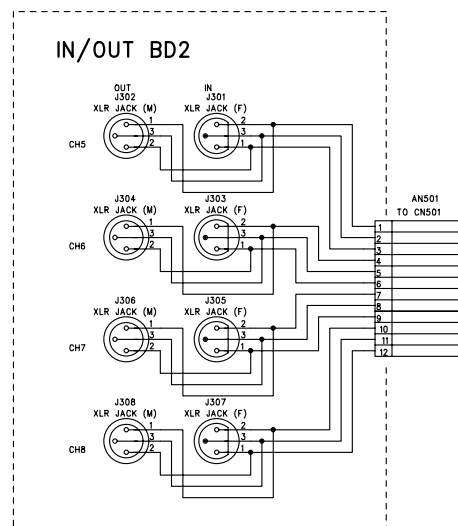 IN/OUT BD2
OUT IN
J302 J301
XLR JACK (M) XLR JACK (F)
1 2
CH5 3 3
2 1
J304 J303
XLR JACK (M) XLR JACK (F)
1 2
CH6 3 3
2 1
J306 J305
XLR JACK (M) XLR JACK (F)
1 2
CH7 3 3
2 1
J308 J307
XLR JACK (M) XLR JACK (F)
1 2
CH8 3 3
2 1
AN501
TO CN501
1
2
3
4
5
6
7
8
9
10
11
12